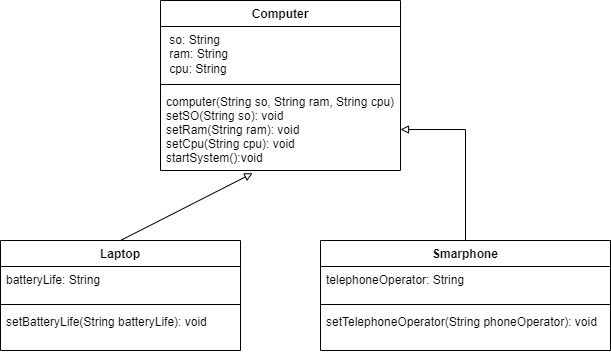 Computer
so: String
ram: String
cpu: String
computer(String so, String ram, String cpu)
setSO(String so): void
setRam(String ram): void
setCpu(String cpu): void
startSystem():void
Laptop
batteryLife: String
setBatteryLife(String batteryLife): void
Smarphone
telephoneOperator: String
setTelephoneOperator(String phoneOperator): void